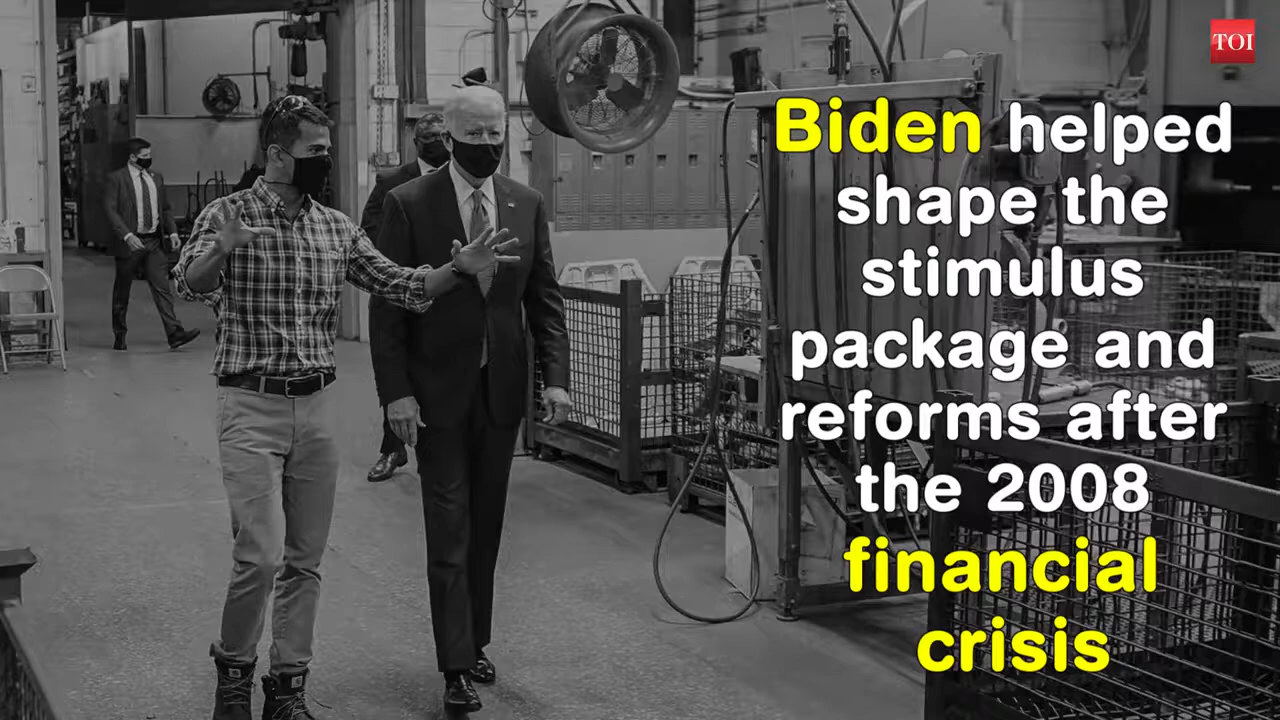 TOI
Biden helped
shape the
stimulus
package and
reforms after
the 2008
financial
crisis